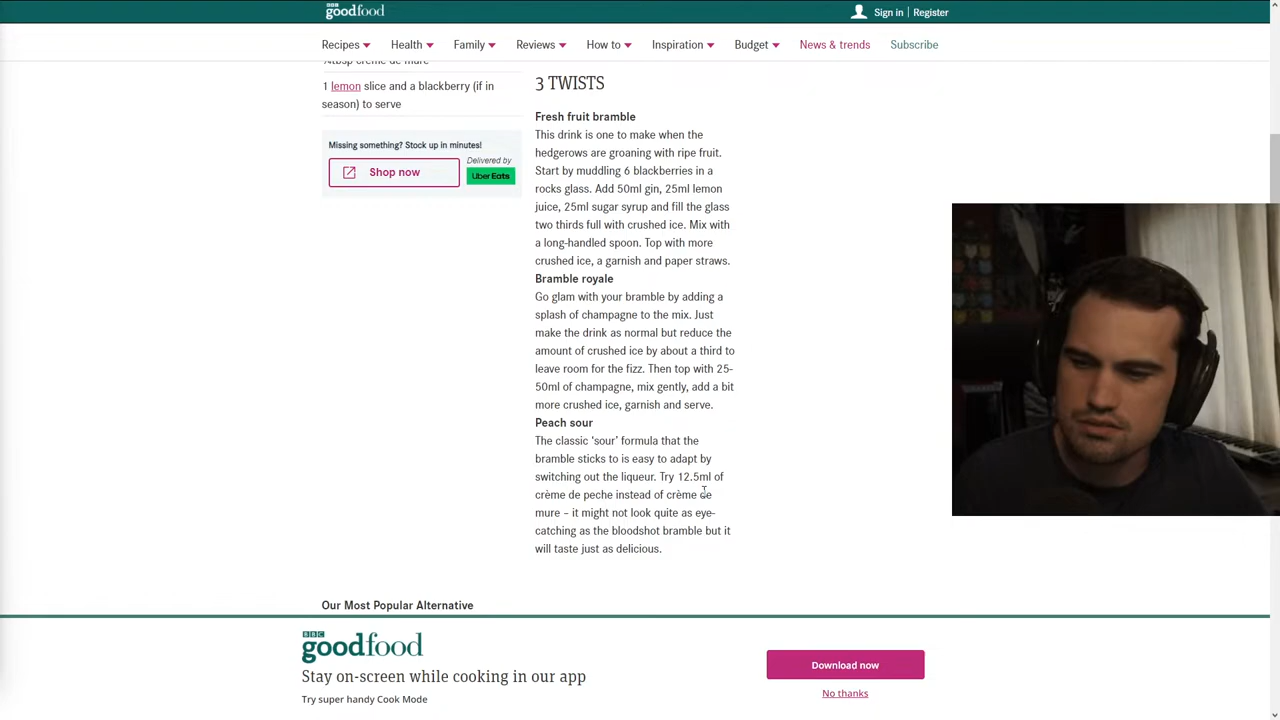 BBC goodfood
Sign in | Register
Recipes Health Family Reviews How to Inspiration Budget News & trends Subscribe
1 lemon slice and a blackberry (if in
season) to serve
Missing something? Stock up in minutes!
Shop now
Delivered by
Uber Eats
3 TWISTS
Fresh fruit bramble
This drink is one to make when the
hedgerows are groaning with ripe fruit.
Start by muddling 6 blackberries in a
rocks glass. Add 50ml gin, 25ml lemon
juice, 25ml sugar syrup and fill the glass
two thirds full with crushed ice. Mix with
a long-handled spoon. Top with more
crushed ice, a garnish and paper straws.
Bramble royale
Go glam with your bramble by adding a
splash of champagne to the mix. Just
make the drink as normal but reduce the
amount of crushed ice by about a third to
leave room for the fizz. Then top with 25-
50ml of champagne, mix gently, add a bit
more crushed ice, garnish and serve.
Peach sour
The classic ‘sour’ formula that the
bramble sticks to is easy to adapt by
switching out the liqueur. Try 12.5ml of
crème de peche instead of crème de
mure – it might not look quite as eye-
catching as the bloodshot bramble but it
will taste just as delicious.
Our Most Popular Alternative
BBC
goodfood
Stay on-screen while cooking in our app
Try super handy Cook Mode
Download now
No thanks